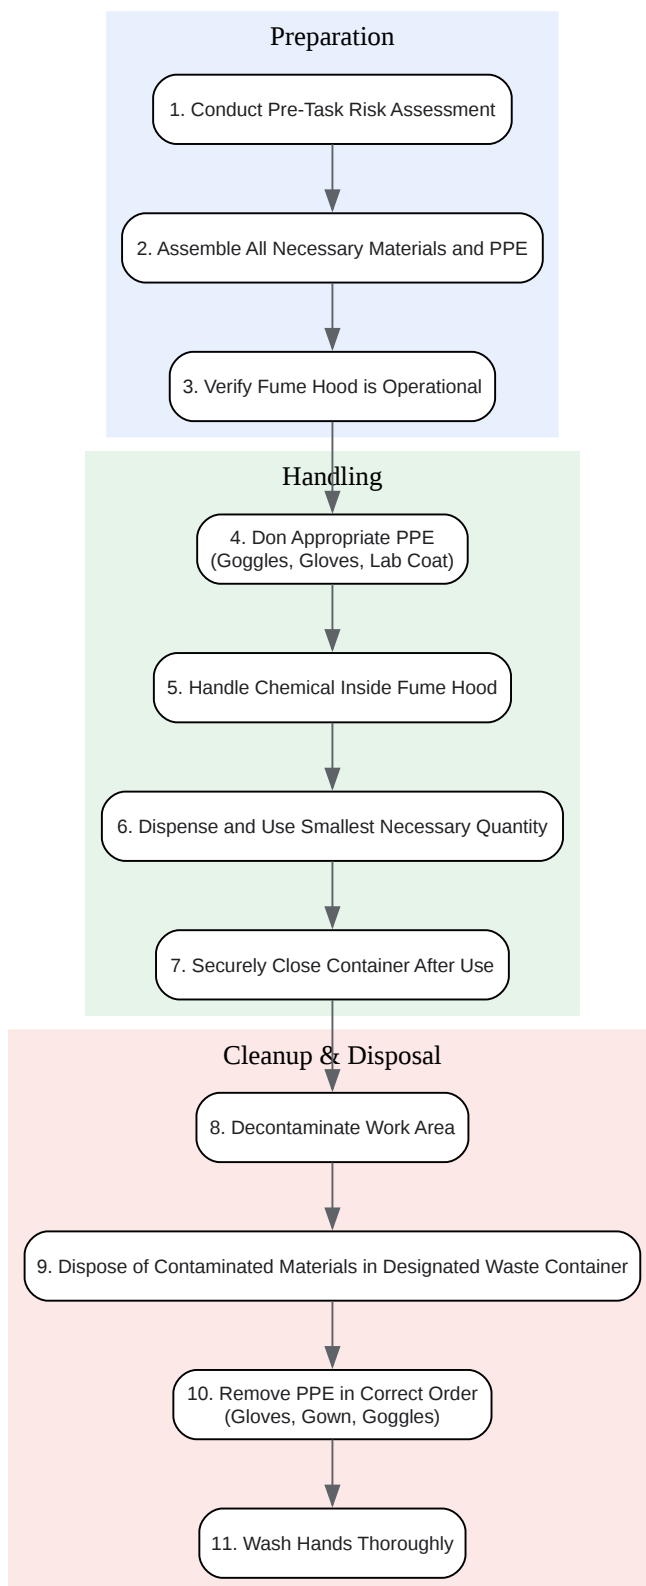 Preparation
1. Conduct Pre-Task Risk Assessment
2. Assemble All Necessary Materials and PPE
3. Verify Fume Hood is Operational
Handling
4. Don Appropriate PPE
(Goggles, Gloves, Lab Coat)
5. Handle Chemical Inside Fume Hood
6. Dispense and Use Smallest Necessary Quantity
7. Securely Close Container After Use
Cleanup & Disposal
8. Decontaminate Work Area
9. Dispose of Contaminated Materials in Designated Waste Container
10. Remove PPE in Correct Order
(Gloves, Gown, Goggles)
11. Wash Hands Thoroughly